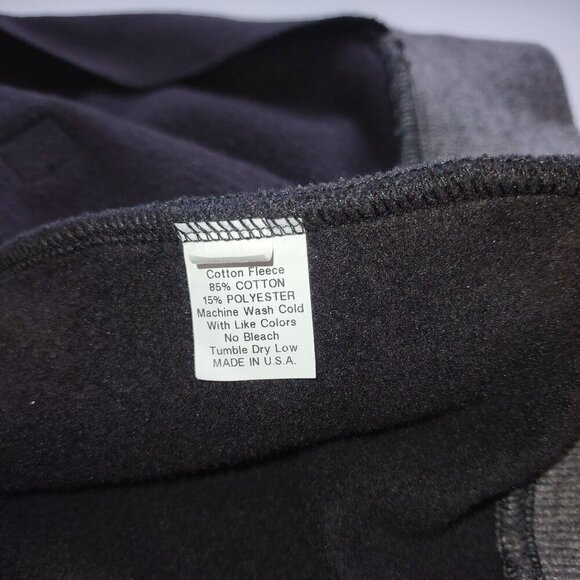 Cotton Fleece
85% COTTON
15% POLYESTER
Machine Wash Cold
With Like Colors
No Bleach
Tumble Dry Low
MADE IN U.S.A.